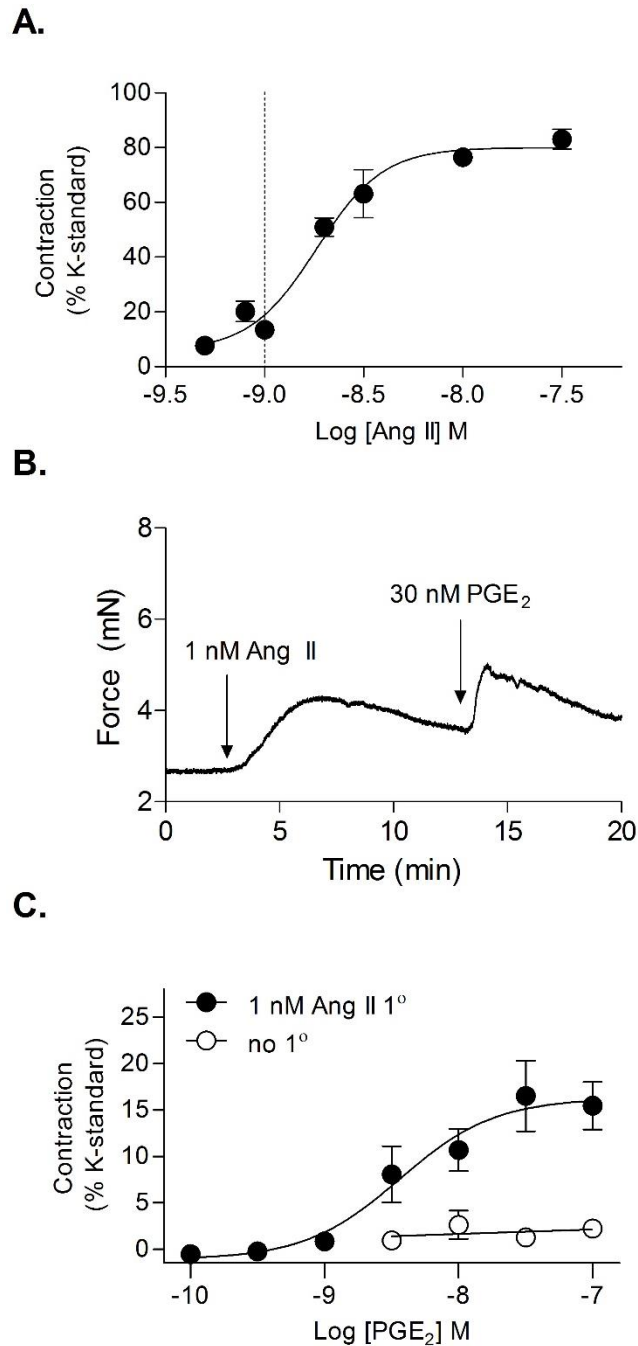 A.
100
80
60
40
20
0
Contraction
(% K-standard)
-9.5 -9.0 -8.5 -8.0 -7.5
Log [Ang II] M
B.
8
6
4
2
Force (mN)
1 nM Ang II
30 nM PGE₂
0 5 10 15 20
Time (min)
C.
1 nM Ang II 1°
no 1°
25
20
15
10
5
0
Contraction
(% K-standard)
-10 -9 -8 -7
Log [PGE₂] M